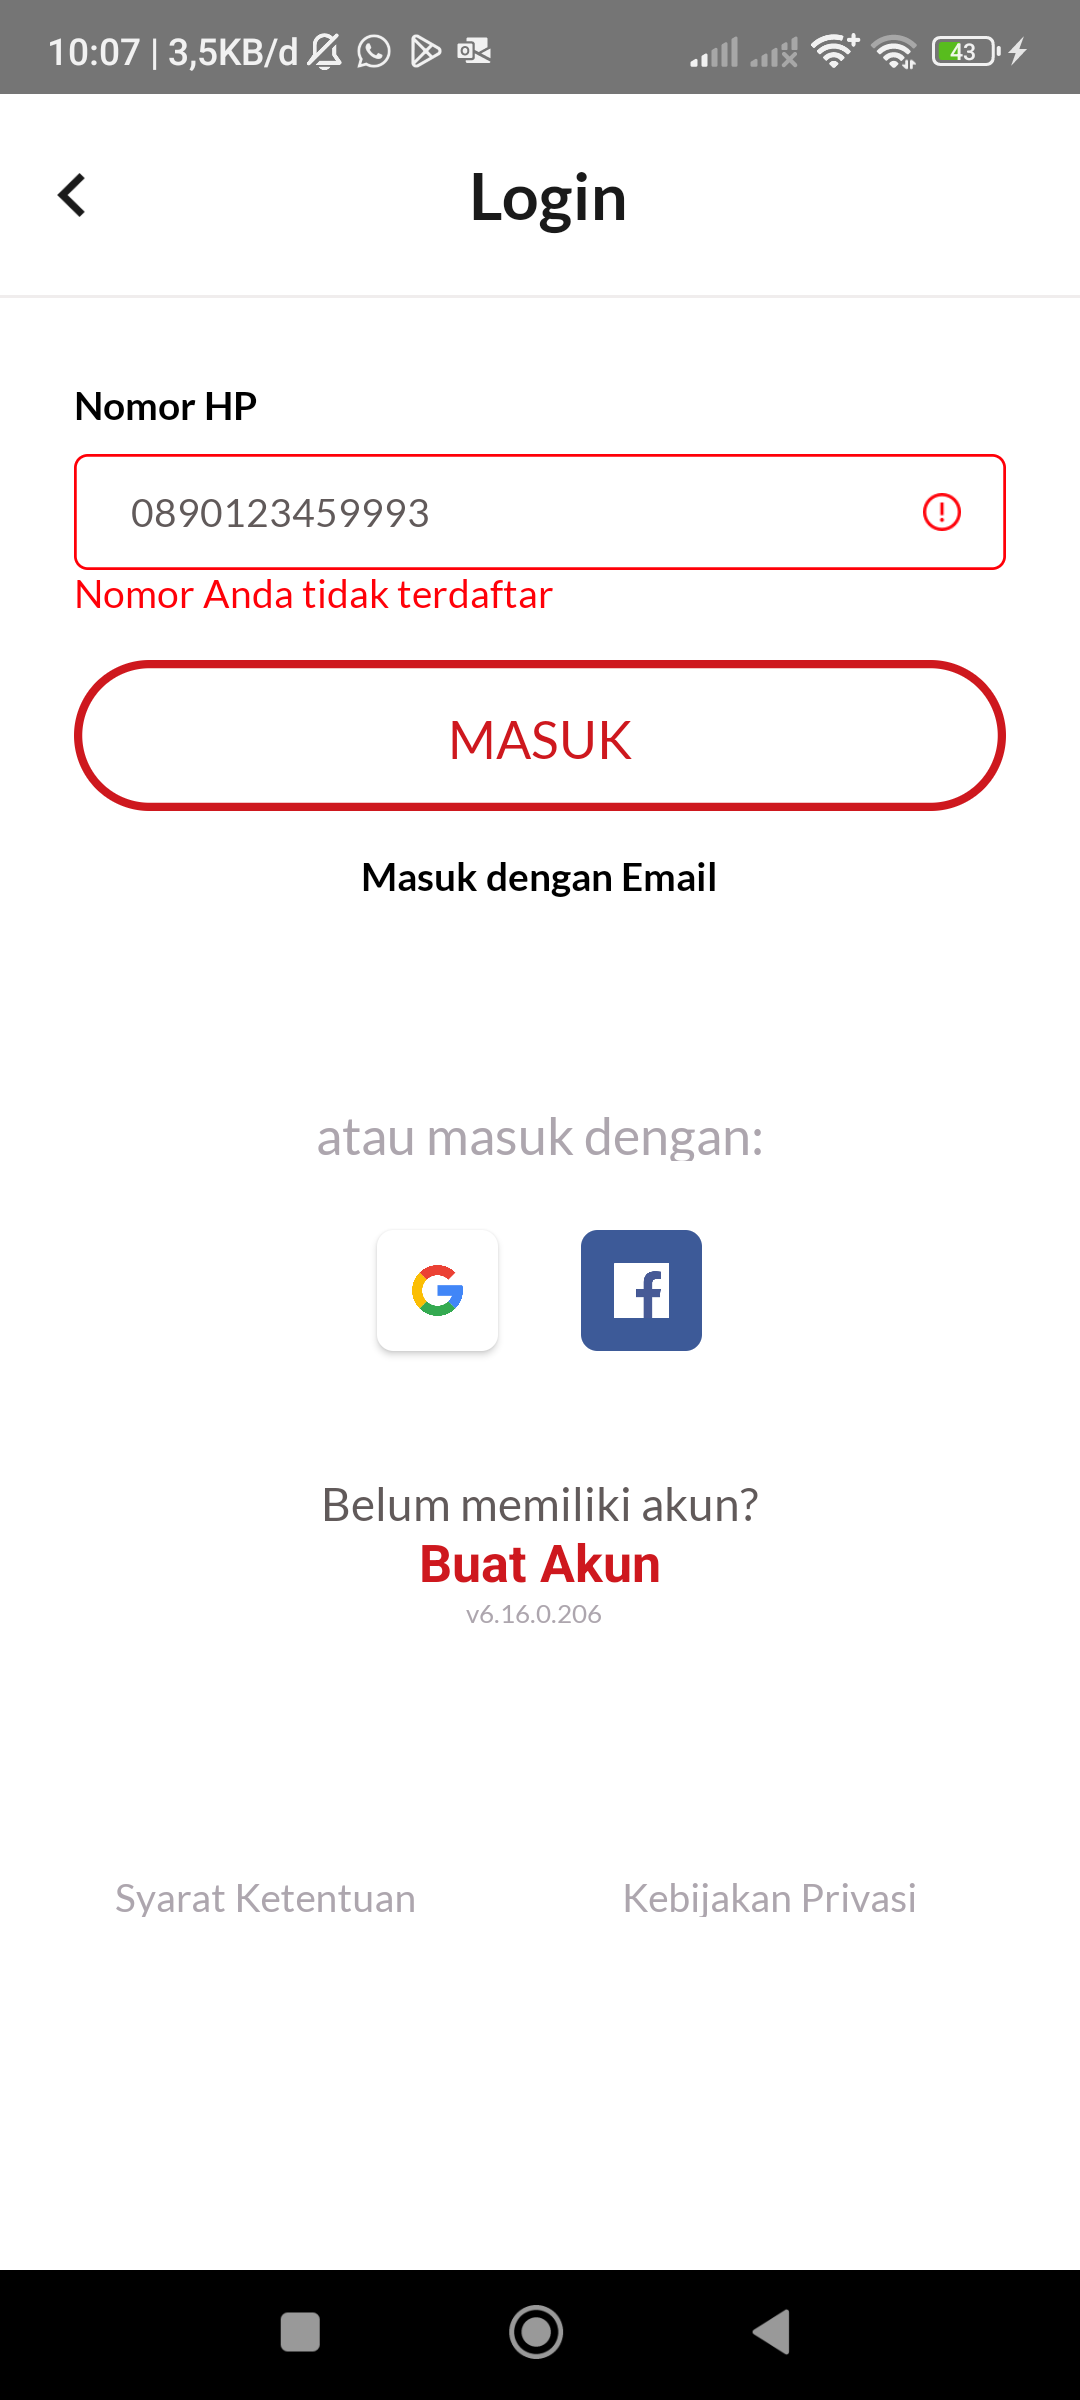 10:07 | 3,5KB/d
43
Login
Nomor HP
0890123459993
Nomor Anda tidak terdaftar
MASUK
Masuk dengan Email
atau masuk dengan:
Belum memiliki akun?
Buat Akun
v6.16.0.206
Syarat Ketentuan
Kebijakan Privasi